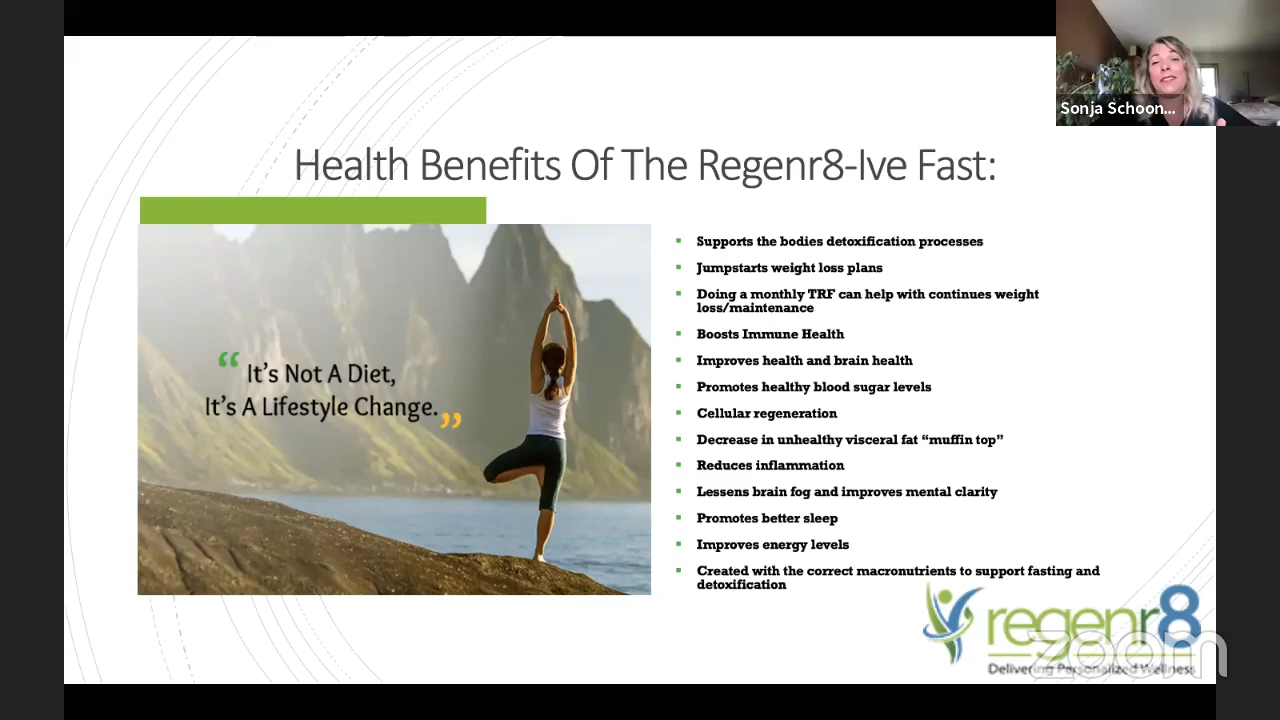 Sonja Schoon...
Health Benefits Of The Regenr8-Ive Fast:
“ It’s Not A Diet,
It’s A Lifestyle Change. ”
Supports the bodies detoxification processes
Jumpstarts weight loss plans
Doing a monthly TRF can help with continues weight
loss/maintenance
Boosts Immune Health
Improves health and brain health
Promotes healthy blood sugar levels
Cellular regeneration
Decrease in unhealthy visceral fat “muffin top”
Reduces inflammation
Lessens brain fog and improves mental clarity
Promotes better sleep
Improves energy levels
Created with the correct macronutrients to support fasting and
detoxification
regenr8
zoom
Delivering Personalized Wellness